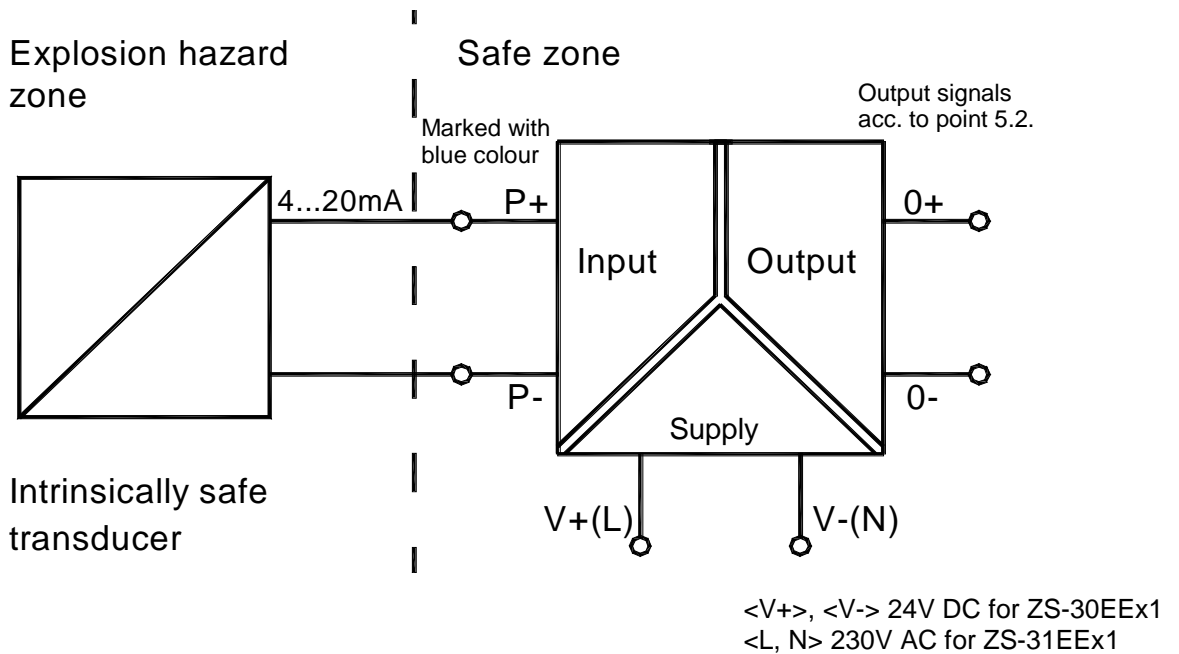 Explosion hazard
zone
Safe zone
Output signals
acc. to point 5.2.
Marked with
blue colour
4...20mA
P+
0+
Input
Output
P-
0-
Supply
Intrinsically safe
transducer
V+(L)
V-(N)
<V+>, <V-> 24V DC for ZS-30EEx1
<L, N> 230V AC for ZS-31EEx1